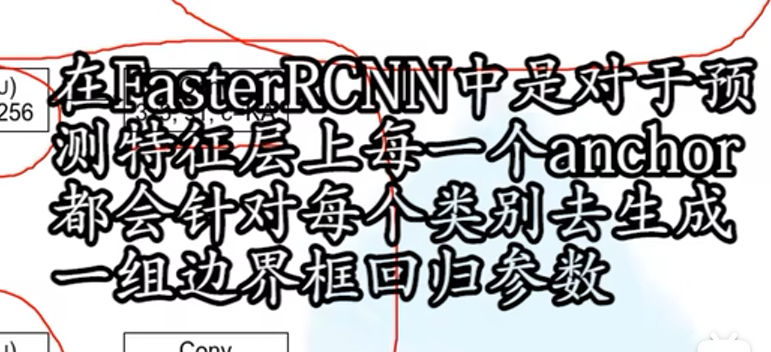 在FasterRCNN中是对于预
测特征层上每一个anchor
都会针对每个类别去生成
一组边界框回归参数
256
Copy